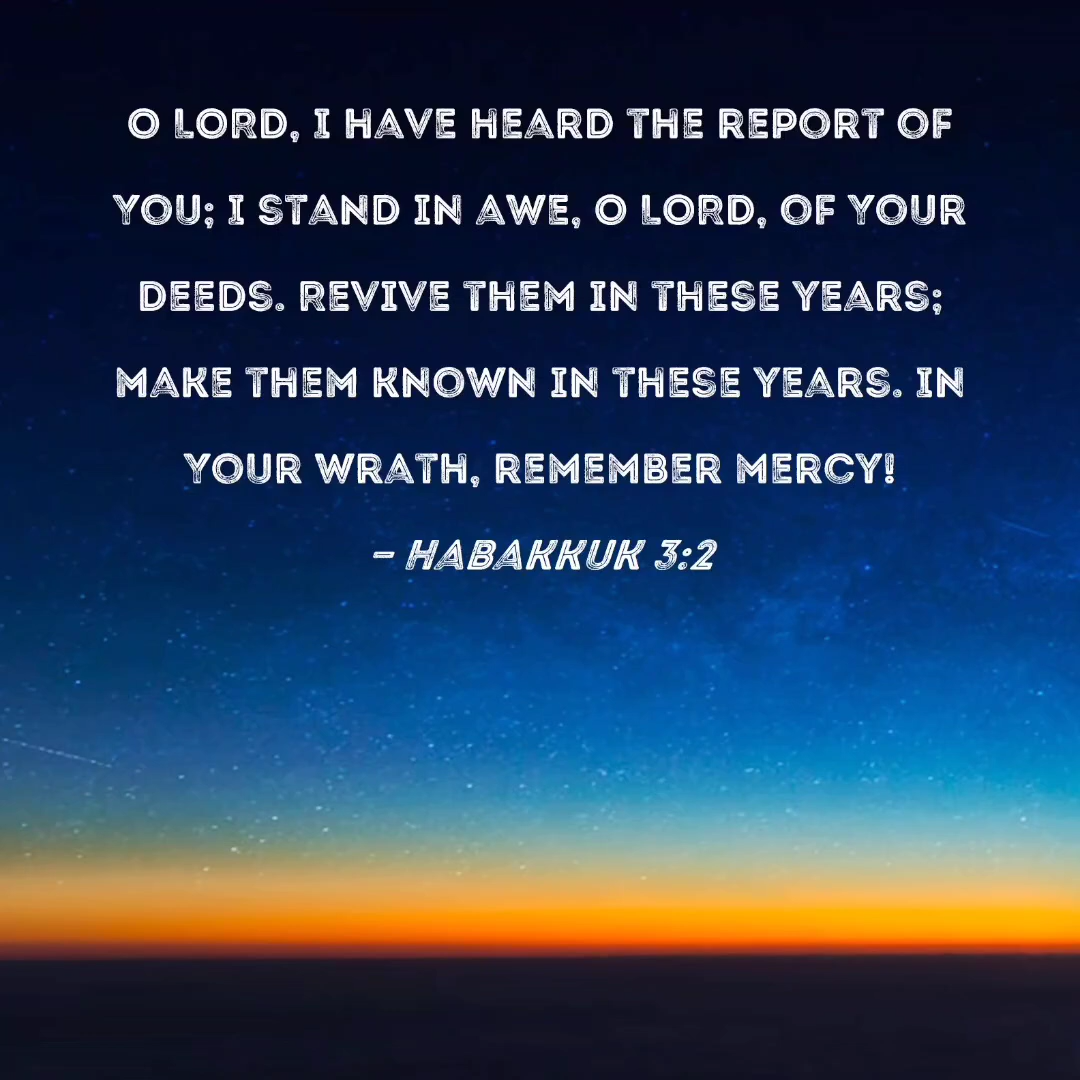 O LORD, I HAVE HEARD THE REPORT OF
YOU; I STAND IN AWE, O LORD, OF YOUR
DEEDS. REVIVE THEM IN THESE YEARS;
MAKE THEM KNOWN IN THESE YEARS. IN
YOUR WRATH, REMEMBER MERCY!
- HABAKKUK 3:2